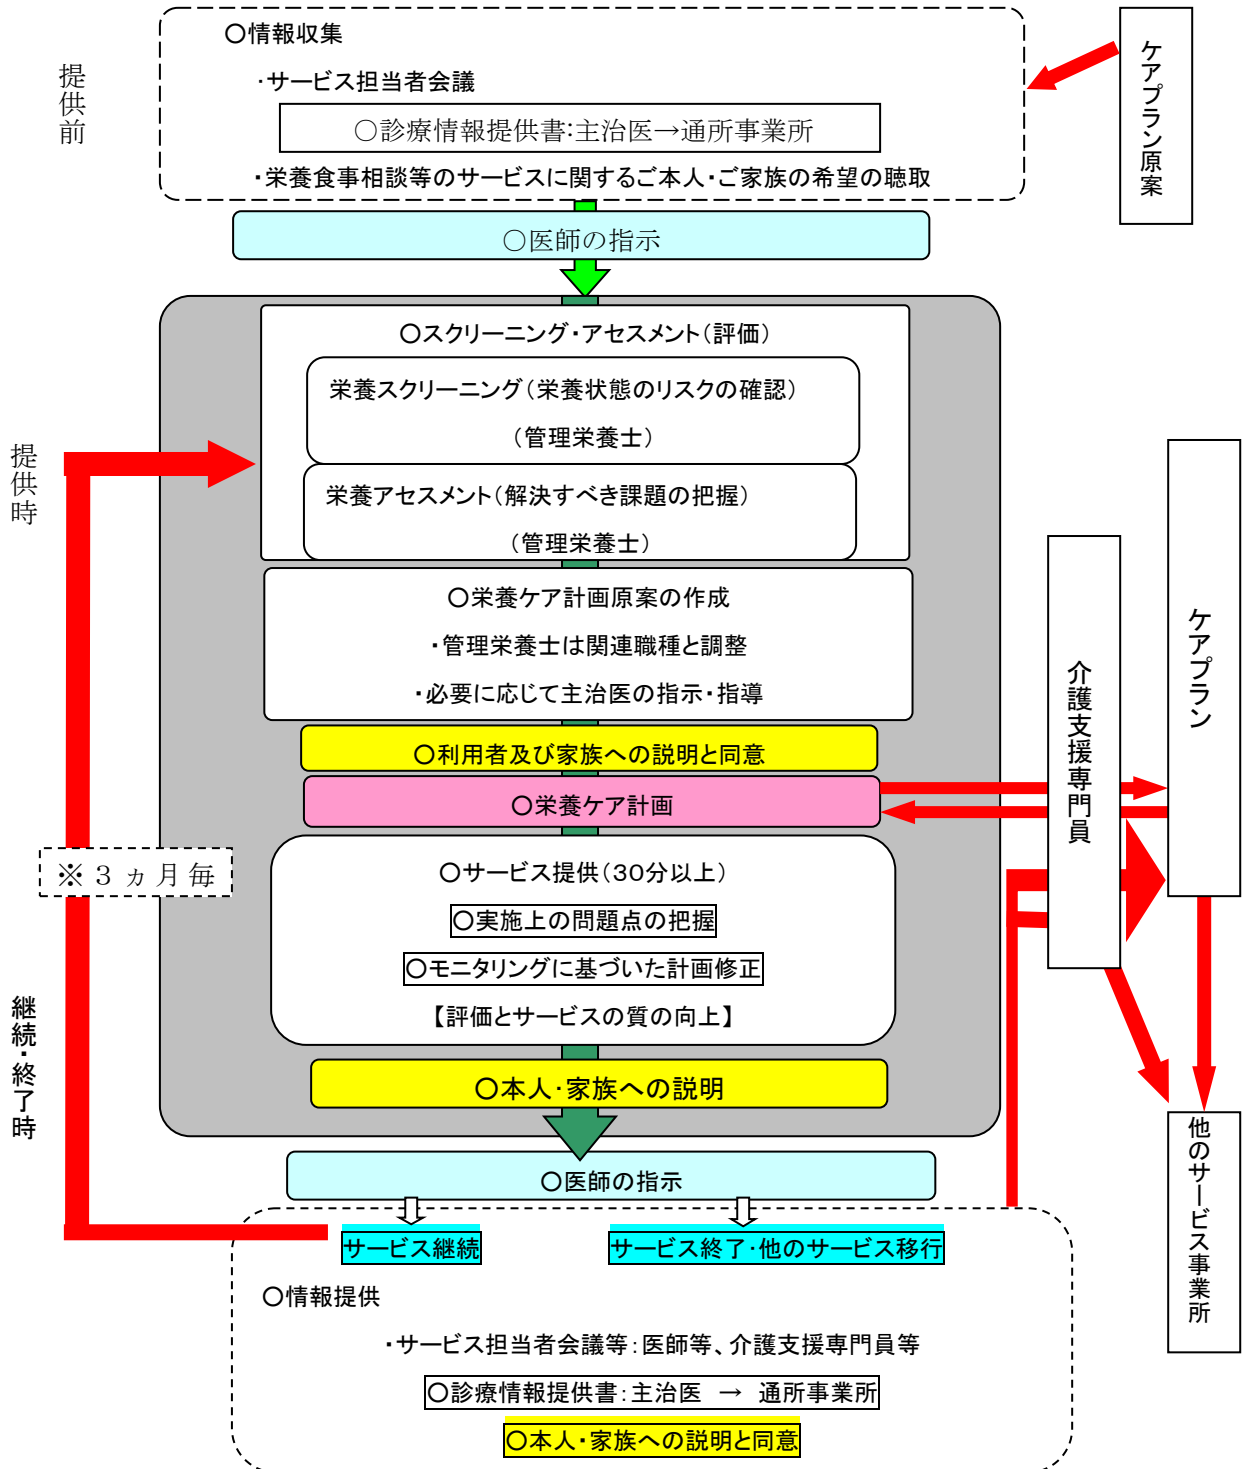 提供前
○情報収集
・サービス担当者会議
○診療情報提供書：主治医→通所事業所
・栄養食事相談等のサービスに関するご本人・ご家族の希望の聴取
ケアプラン原案
○医師の指示
提供時
○スクリーニング・アセスメント（評価）
栄養スクリーニング（栄養状態のリスクの確認）
（管理栄養士）
栄養アセスメント（解決すべき課題の把握）
（管理栄養士）
○栄養ケア計画原案の作成
・管理栄養士は関連職種と調整
・必要に応じて主治医の指示・指導
○利用者及び家族への説明と同意
○栄養ケア計画
介護支援専門員
ケアプラン
※３ヵ月毎
○サービス提供（30分以上）
○実施上の問題点の把握
○モニタリングに基づいた計画修正
【評価とサービスの質の向上】
継続・終了時
○本人・家族への説明
○医師の指示
他のサービス事業所
サービス継続
サービス終了・他のサービス移行
○情報提供
・サービス担当者会議等：医師等、介護支援専門員等
○診療情報提供書：主治医　→　通所事業所
○本人・家族への説明と同意